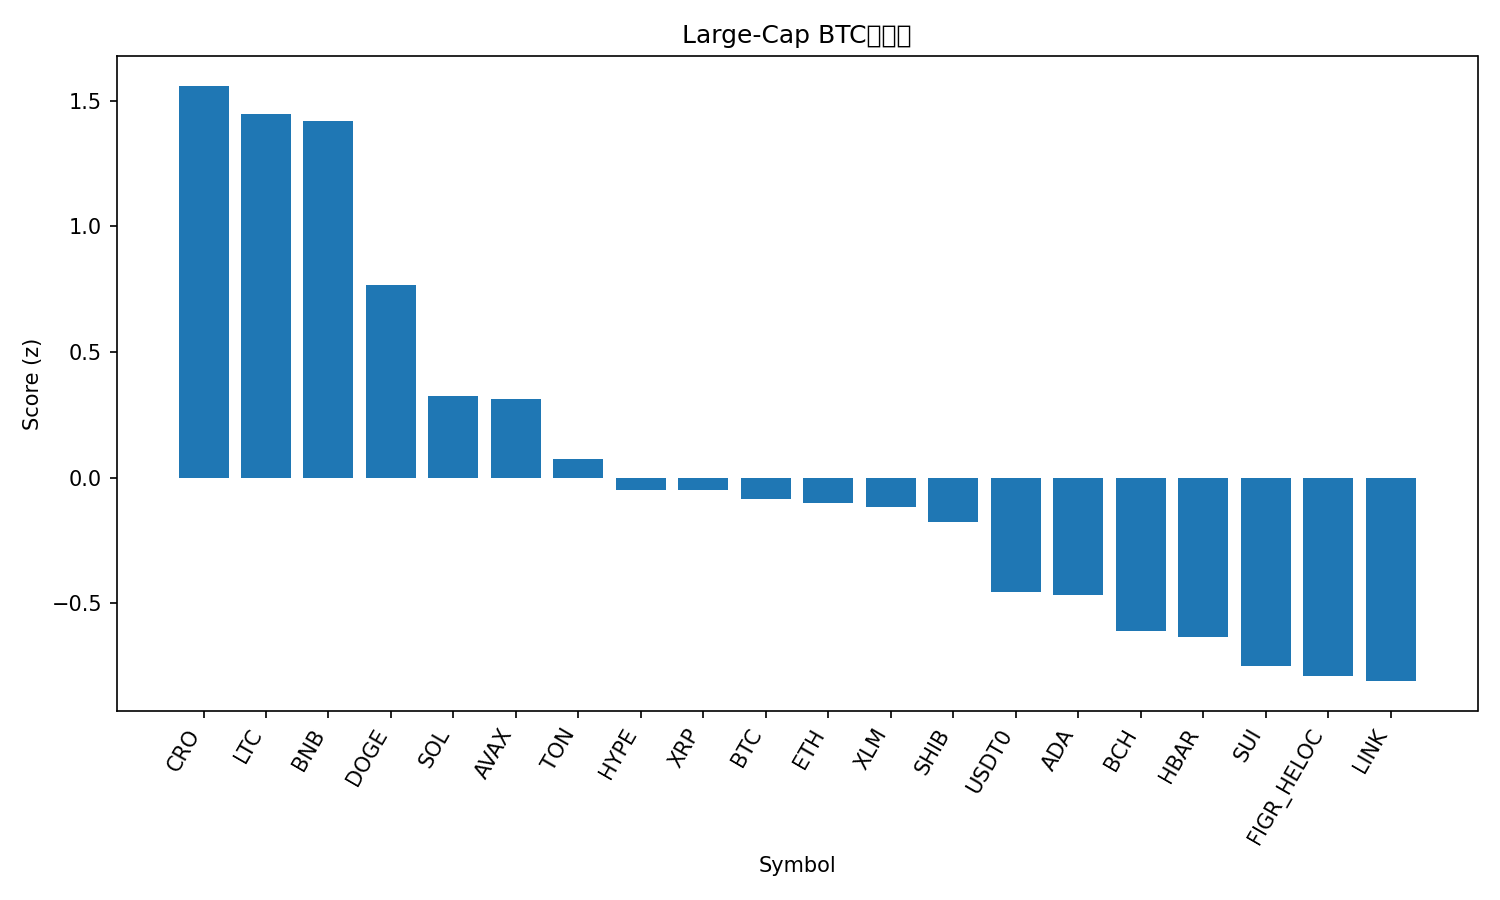 Large-Cap BTC
1.5
1.0
0.5
0.0
−0.5
Score (z)
CRO
LTC
BNB
DOGE
SOL
AVAX
TON
HYPE
XRP
BTC
ETH
XLM
SHIB
USDT0
ADA
BCH
HBAR
SUI
FIGR_HELOC
LINK
Symbol